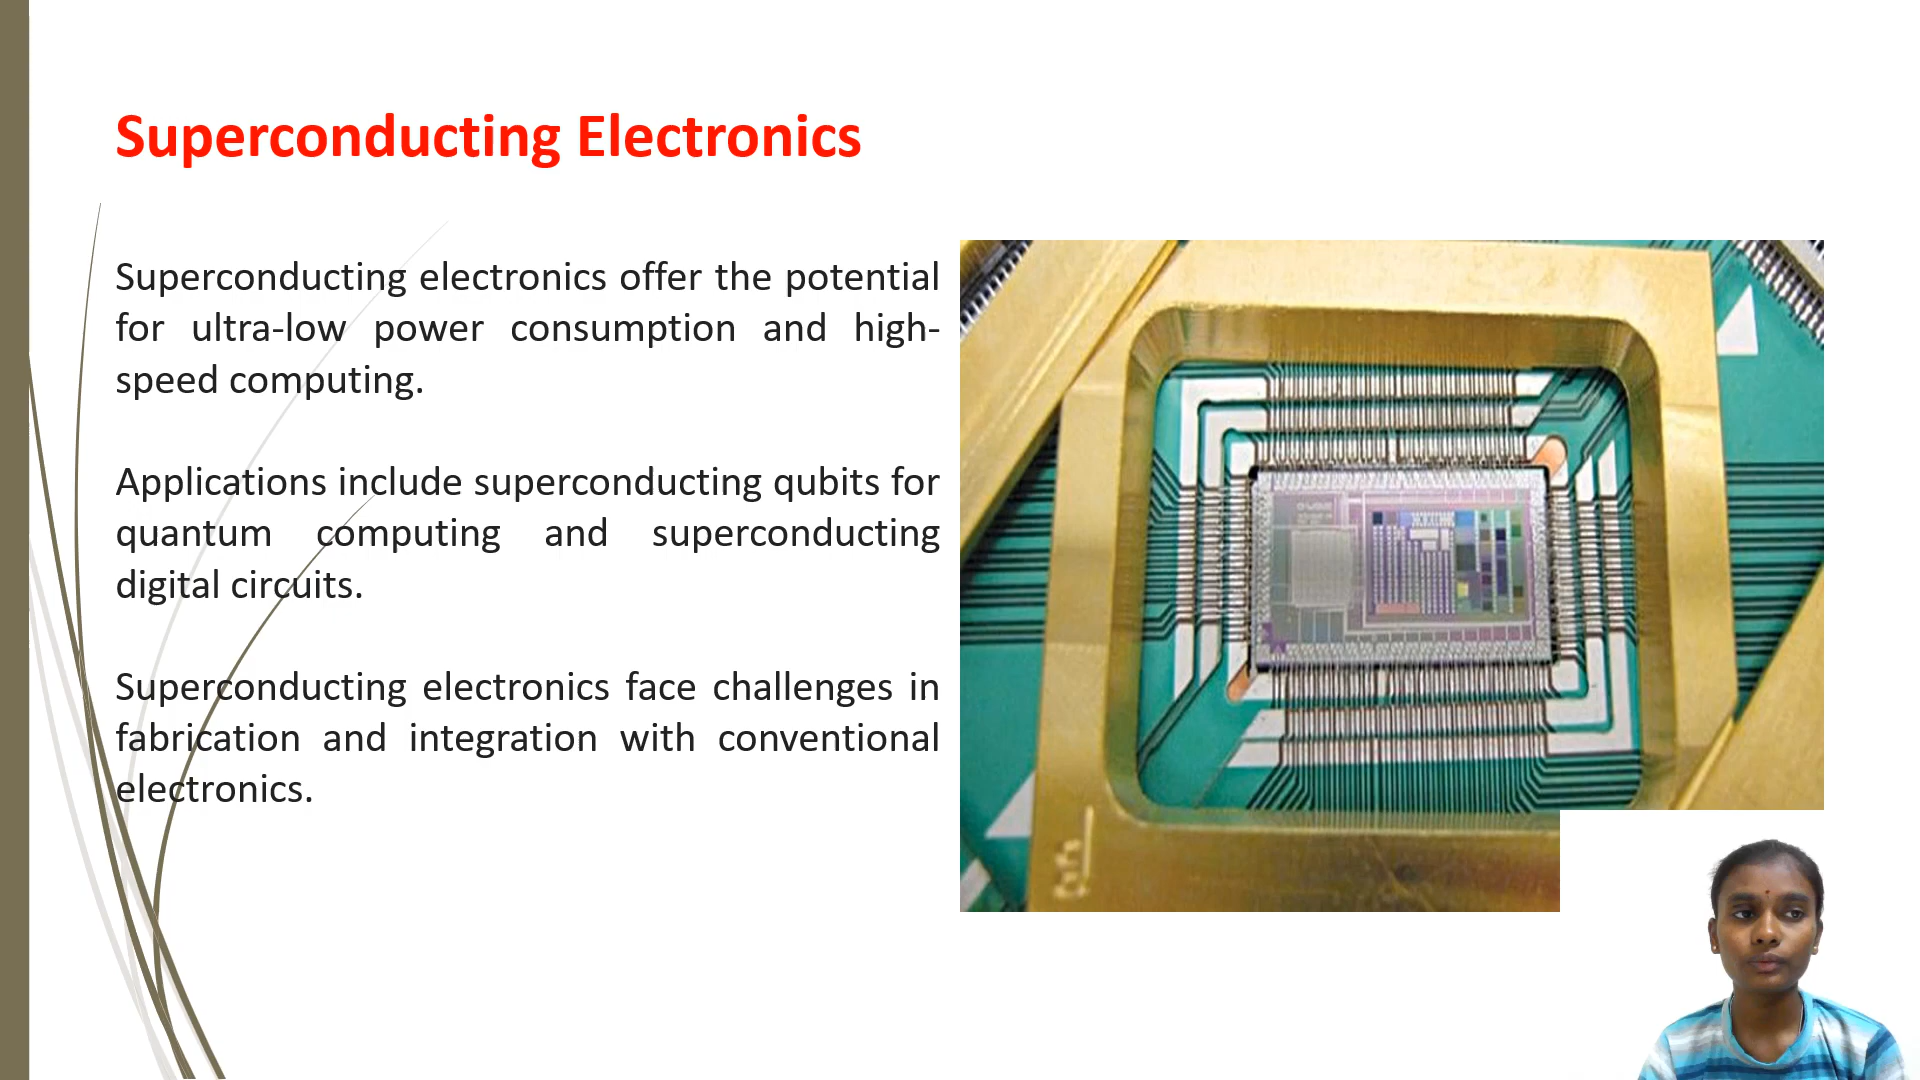 Superconducting Electronics
Superconducting electronics offer the potential
for ultra-low power consumption and high-
speed computing.
Applications include superconducting qubits for
quantum computing and superconducting
digital circuits.
Superconducting electronics face challenges in
fabrication and integration with conventional
electronics.